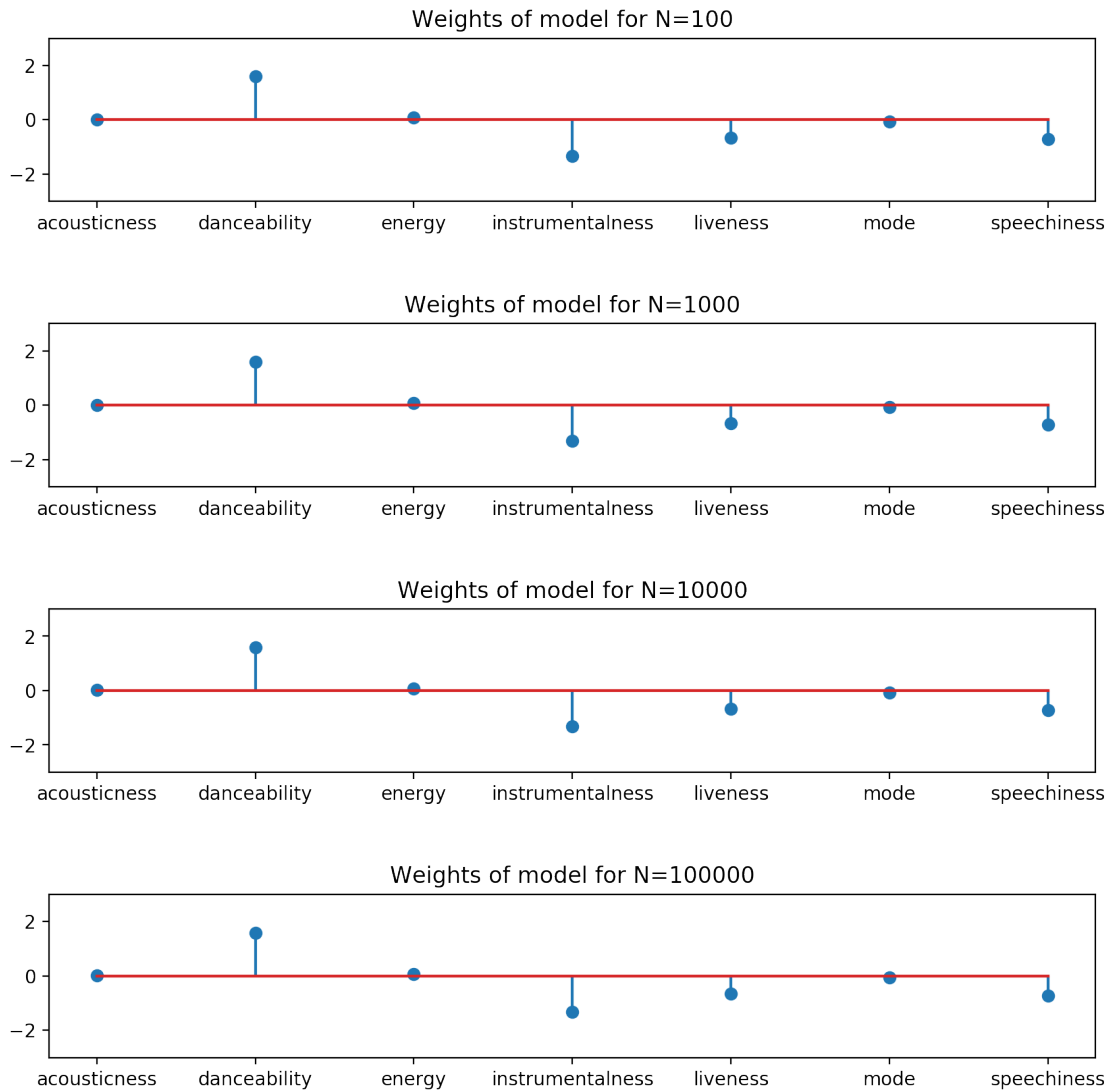 Weights of model for N=100
2
0
−2
acousticness danceability energy instrumentalness liveness mode speechiness
Weights of model for N=1000
2
0
−2
acousticness danceability energy instrumentalness liveness mode speechiness
Weights of model for N=10000
2
0
−2
acousticness danceability energy instrumentalness liveness mode speechiness
Weights of model for N=100000
2
0
−2
acousticness danceability energy instrumentalness liveness mode speechiness